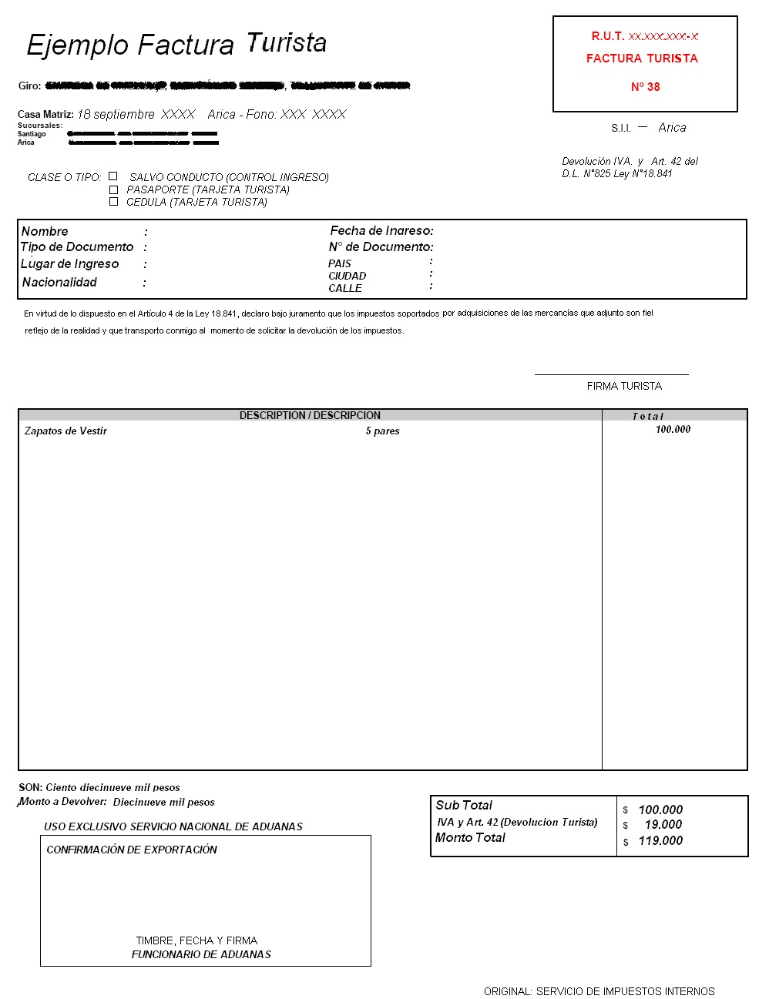 Ejemplo Factura Turista
R.U.T. XX.XXX.XXX-X
FACTURA TURISTA
Nº 38
Giro:
Casa Matriz: 18 septiembre XXXX Arica - Fono: XXX XXXX
Sucursales:
Santiago
Arica
S.I.I. – Arica
Devolución IVA. y Art. 42 del
D.L. N°825 Ley N°18.841
CLASE O TIPO: SALVO CONDUCTO (CONTROL INGRESO)
PASAPORTE (TARJETA TURISTA)
CEDULA (TARJETA TURISTA)
Nombre : Fecha de Ingreso:
Tipo de Documento : N° de Documento:
Lugar de Ingreso : PAIS :
CIUDAD :
Nacionalidad : CALLE :
En virtud de lo dispuesto en el Artículo 4 de la Ley 18.841, declaro bajo juramento que los impuestos soportados por adquisiciones de las mercancías que adjunto son fiel
reflejo de la realidad y que transporto conmigo al momento de solicitar la devolución de los impuestos.
FIRMA TURISTA
DESCRIPTION / DESCRIPCION Total
Zapatos de Vestir 5 pares 100.000
SON: Ciento diecinueve mil pesos
Monto a Devolver: Diecinueve mil pesos
Sub Total $ 100.000
IVA y Art. 42 (Devolucion Turista) $ 19.000
Monto Total $ 119.000
USO EXCLUSIVO SERVICIO NACIONAL DE ADUANAS
CONFIRMACIÓN DE EXPORTACIÓN
TIMBRE, FECHA Y FIRMA
FUNCIONARIO DE ADUANAS
ORIGINAL: SERVICIO DE IMPUESTOS INTERNOS